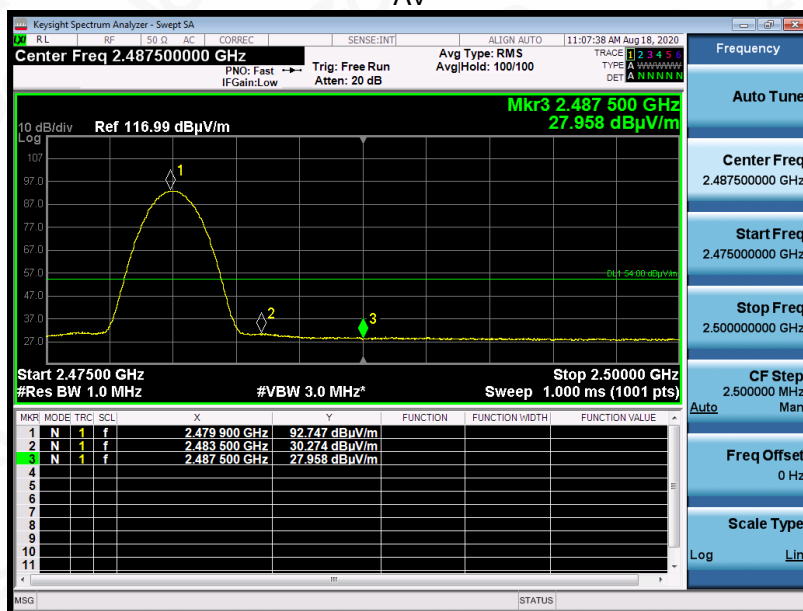 AV
Keysight Spectrum Analyzer - Swept SA
LXI RL RF 50 Ω AC CORREC SENSE:INT ALIGN AUTO 11:07:38 AM Aug 18, 2020
Center Freq 2.487500000 GHz
PNO: Fast
IFGain:Low
Trig: Free Run
Atten: 20 dB
Avg Type: RMS
Avg|Hold: 100/100
TRACE 1 2 3 4 5 6
TYPE A WWWWW
DET A N N N N N
Mkr3 2.487 500 GHz
27.958 dBµV/m
10 dB/div Ref 116.99 dBµV/m
Log
107
97.0
87.0
77.0
67.0
57.0
47.0
37.0
27.0
1
2
3
DL1 54.00 dBµV/m
Start 2.47500 GHz Stop 2.50000 GHz
#Res BW 1.0 MHz #VBW 3.0 MHz* Sweep 1.000 ms (1001 pts)
MKR MODE TRC SCL X Y FUNCTION FUNCTION WIDTH FUNCTION VALUE
1 N 1 f 2.479 900 GHz 92.747 dBµV/m
2 N 1 f 2.483 500 GHz 30.274 dBµV/m
3 N 1 f 2.487 500 GHz 27.958 dBµV/m
4
5
6
7
8
9
10
11
MSG STATUS
Frequency
Auto Tune
Center Freq
2.487500000 GHz
Start Freq
2.475000000 GHz
Stop Freq
2.500000000 GHz
CF Step
2.500000 MHz
Auto Man
Freq Offset
0 Hz
Scale Type
Log Lin